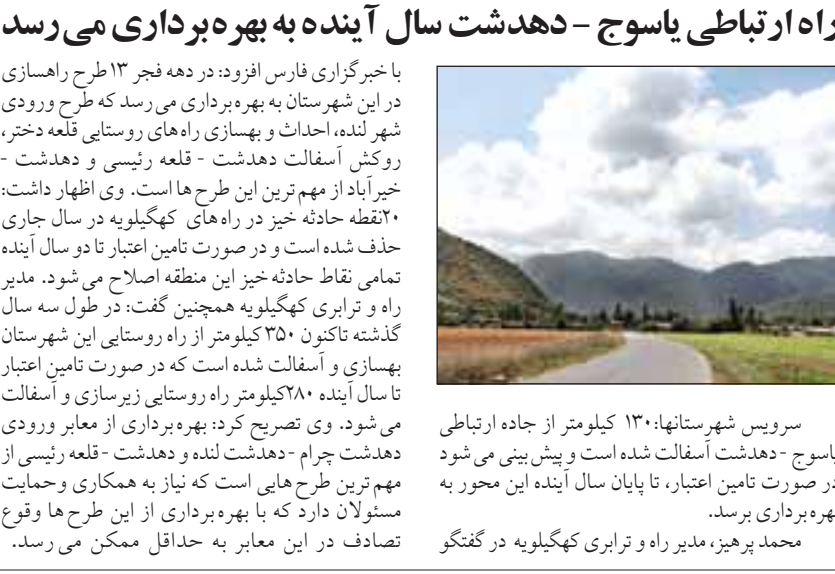 راه ارتباطی یاسوج - دهدشت سال آینده به بهره‌برداری می‌رسد
سرویس شهرستانها: ۱۳۰ کیلومتر از جاده ارتباطی
یاسوج - دهدشت آسفالت شده است و پیش‌بینی می‌شود
در صورت تامین اعتبار، تا پایان سال آینده این محور به
بهره‌برداری برسد.
محمد پرهیز، مدیر راه و ترابری کهگیلویه در گفتگو
با خبرگزاری فارس افزود: در دهه فجر ۱۳ طرح راهسازی
در این شهرستان به بهره‌برداری می‌رسد که طرح ورودی
شهر لنده، احداث و بهسازی راه‌های روستایی قلعه دختر،
روکش آسفالت دهدشت - قلعه رئیسی و دهدشت -
خیرآباد از مهم‌ترین این طرح‌ها است. وی اظهار داشت:
۲۰نقطه حادثه خیز در راه‌های کهگیلویه در سال جاری
حذف شده است و در صورت تامین اعتبار تا دو سال آینده
تمامی نقاط حادثه‌خیز این منطقه اصلاح می‌شود. مدیر
راه و ترابری کهگیلویه همچنین گفت: در طول سه سال
گذشته تاکنون ۳۵۰ کیلومتر از راه روستایی این شهرستان
بهسازی و آسفالت شده است که در صورت تامین اعتبار
تا سال آینده ۲۸۰کیلومتر راه روستایی زیرسازی و آسفالت
می‌شود. وی تصریح کرد: بهره‌برداری از معابر ورودی
دهدشت چرام - دهدشت لنده و دهدشت - قلعه رئیسی از
مهم ترین طرح‌هایی است که نیاز به همکاری وحمایت
مسئولان دارد که با بهره‌برداری از این طرح‌ها وقوع
تصادف در این معابر به حداقل ممکن می‌رسد.